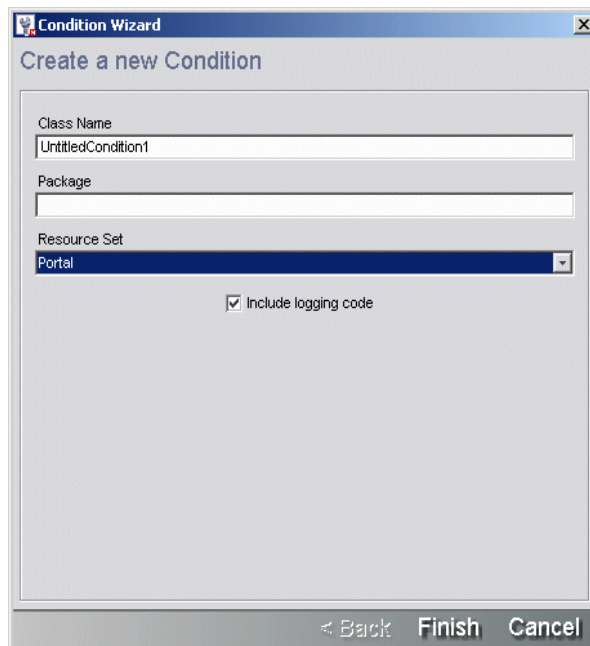 Condition Wizard
Create a new Condition
Class Name
UntitledCondition1
Package
Resource Set
Portal
Include logging code
< Back Finish Cancel